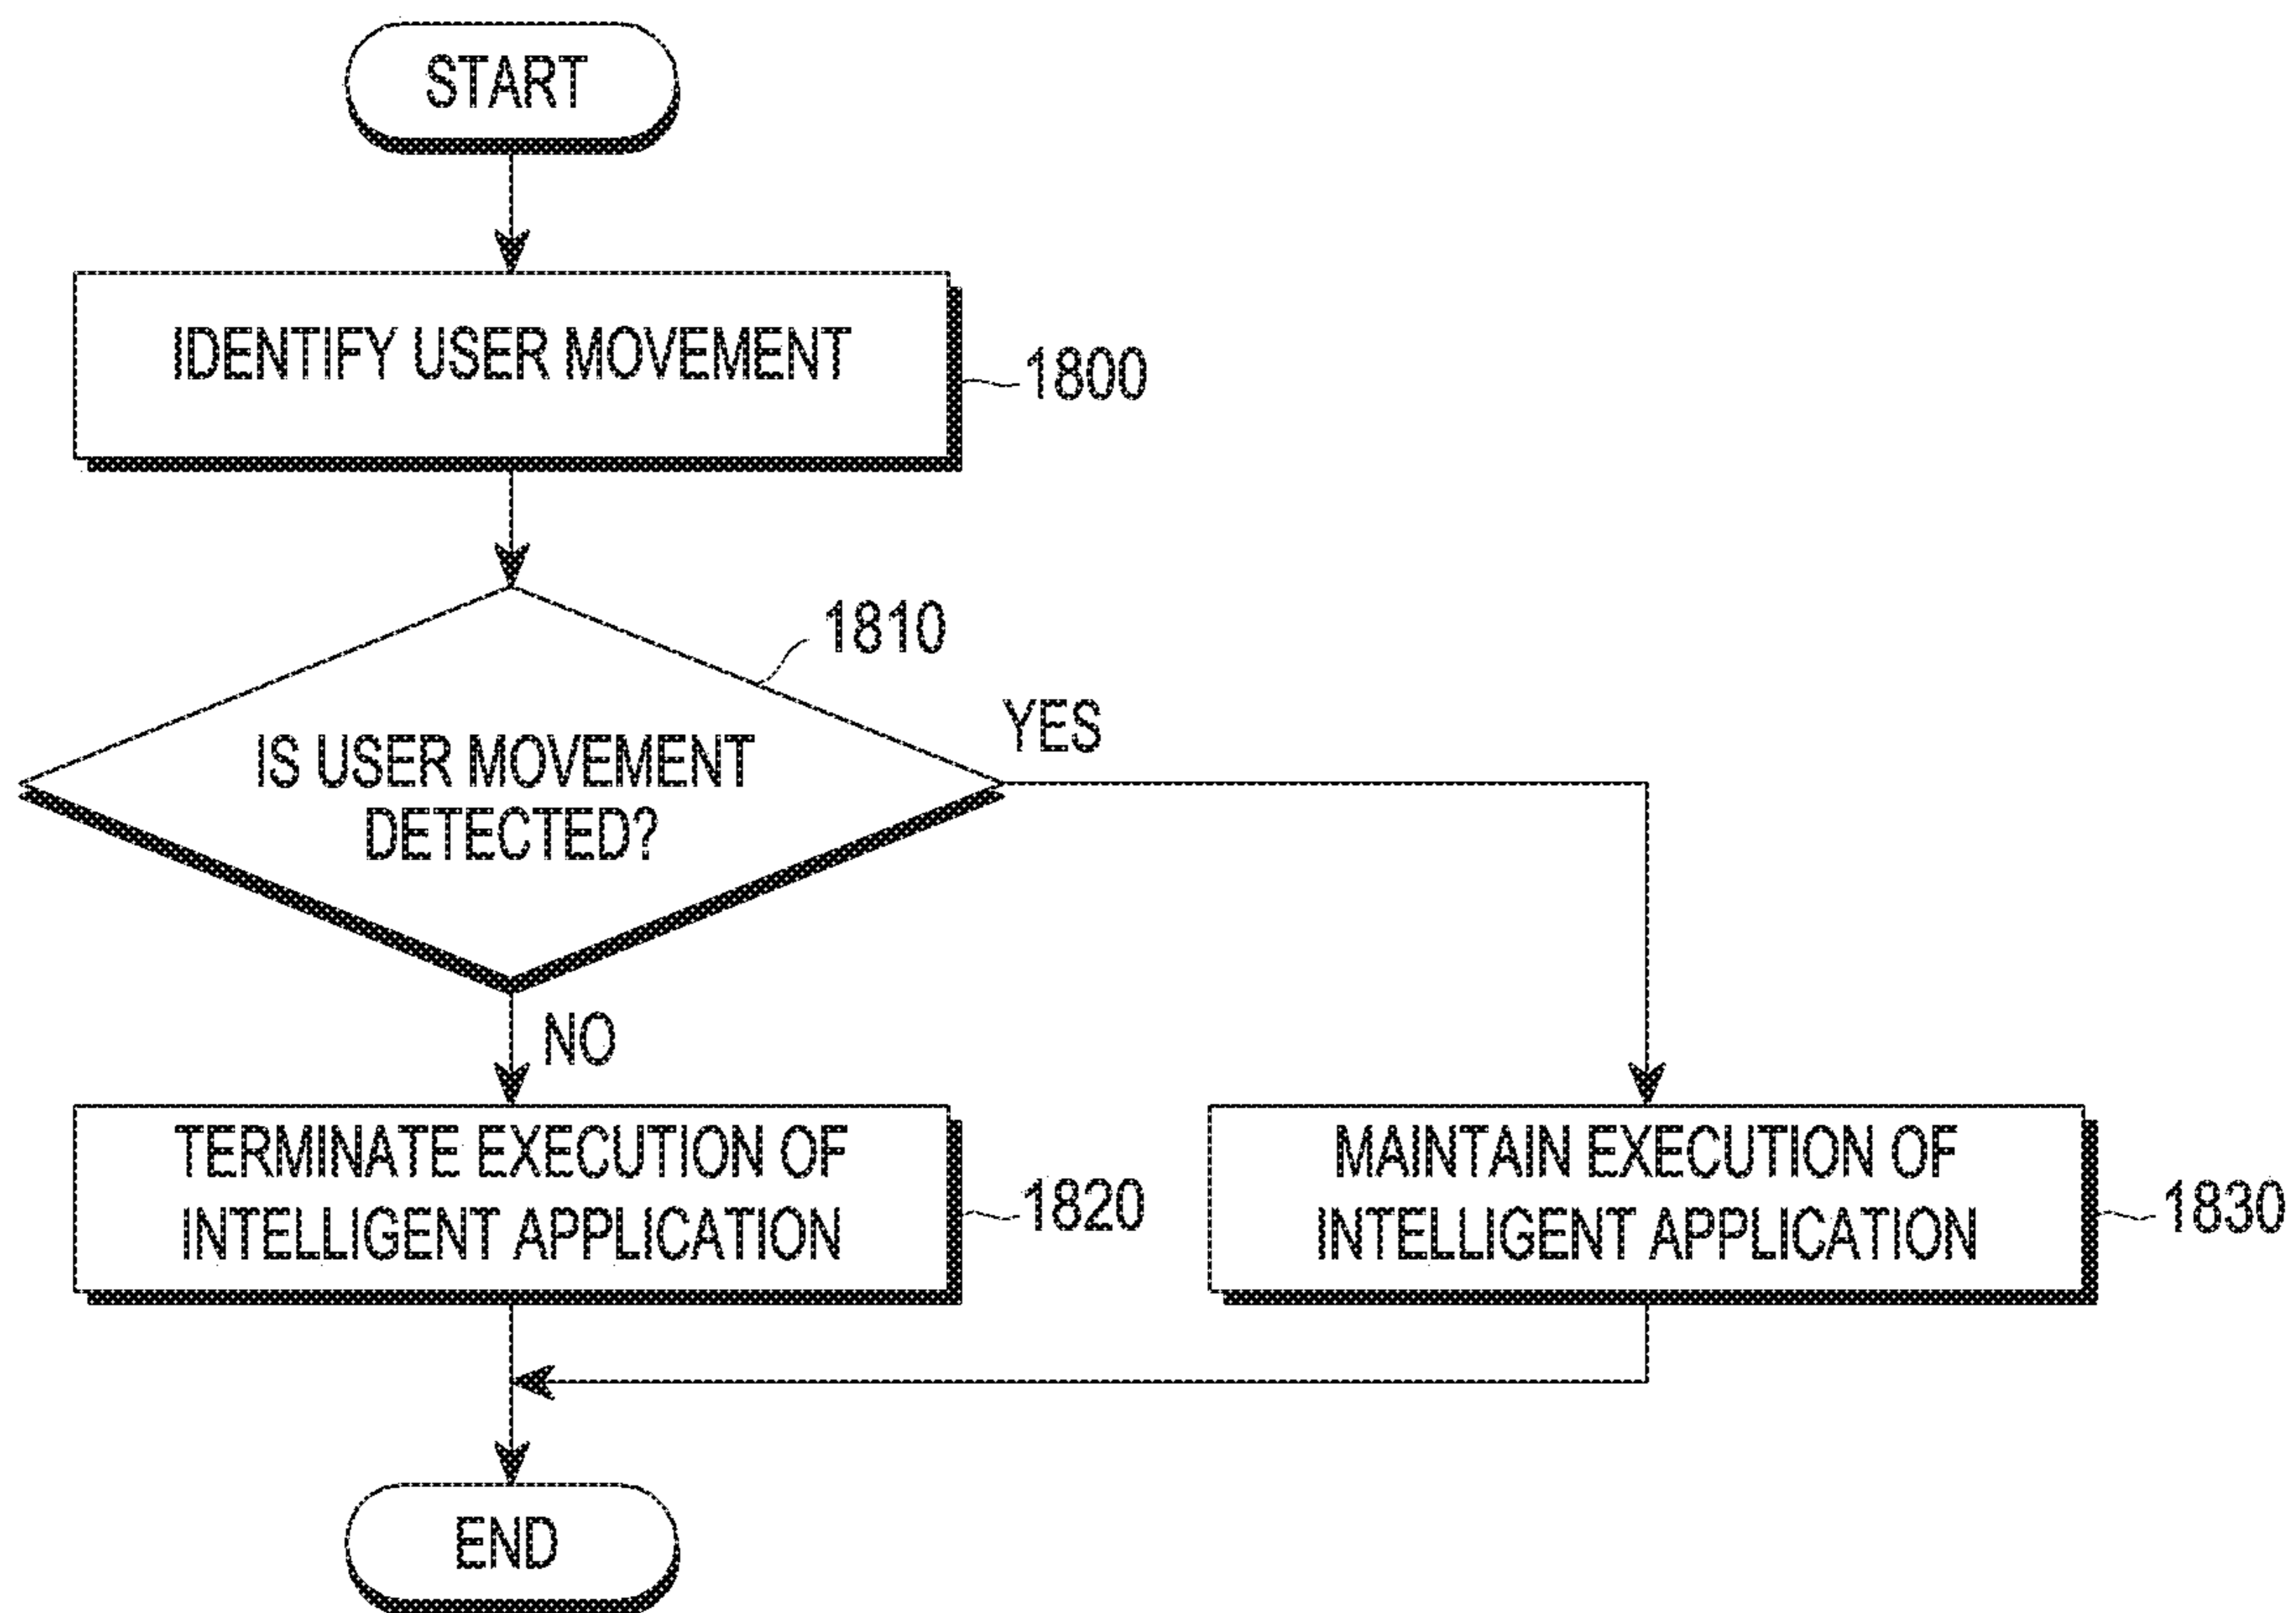 START
IDENTIFY USER MOVEMENT
1800
1810
IS USER MOVEMENT
DETECTED?
YES
NO
TERMINATE EXECUTION OF
INTELLIGENT APPLICATION
1820
MAINTAIN EXECUTION OF
INTELLIGENT APPLICATION
1830
END